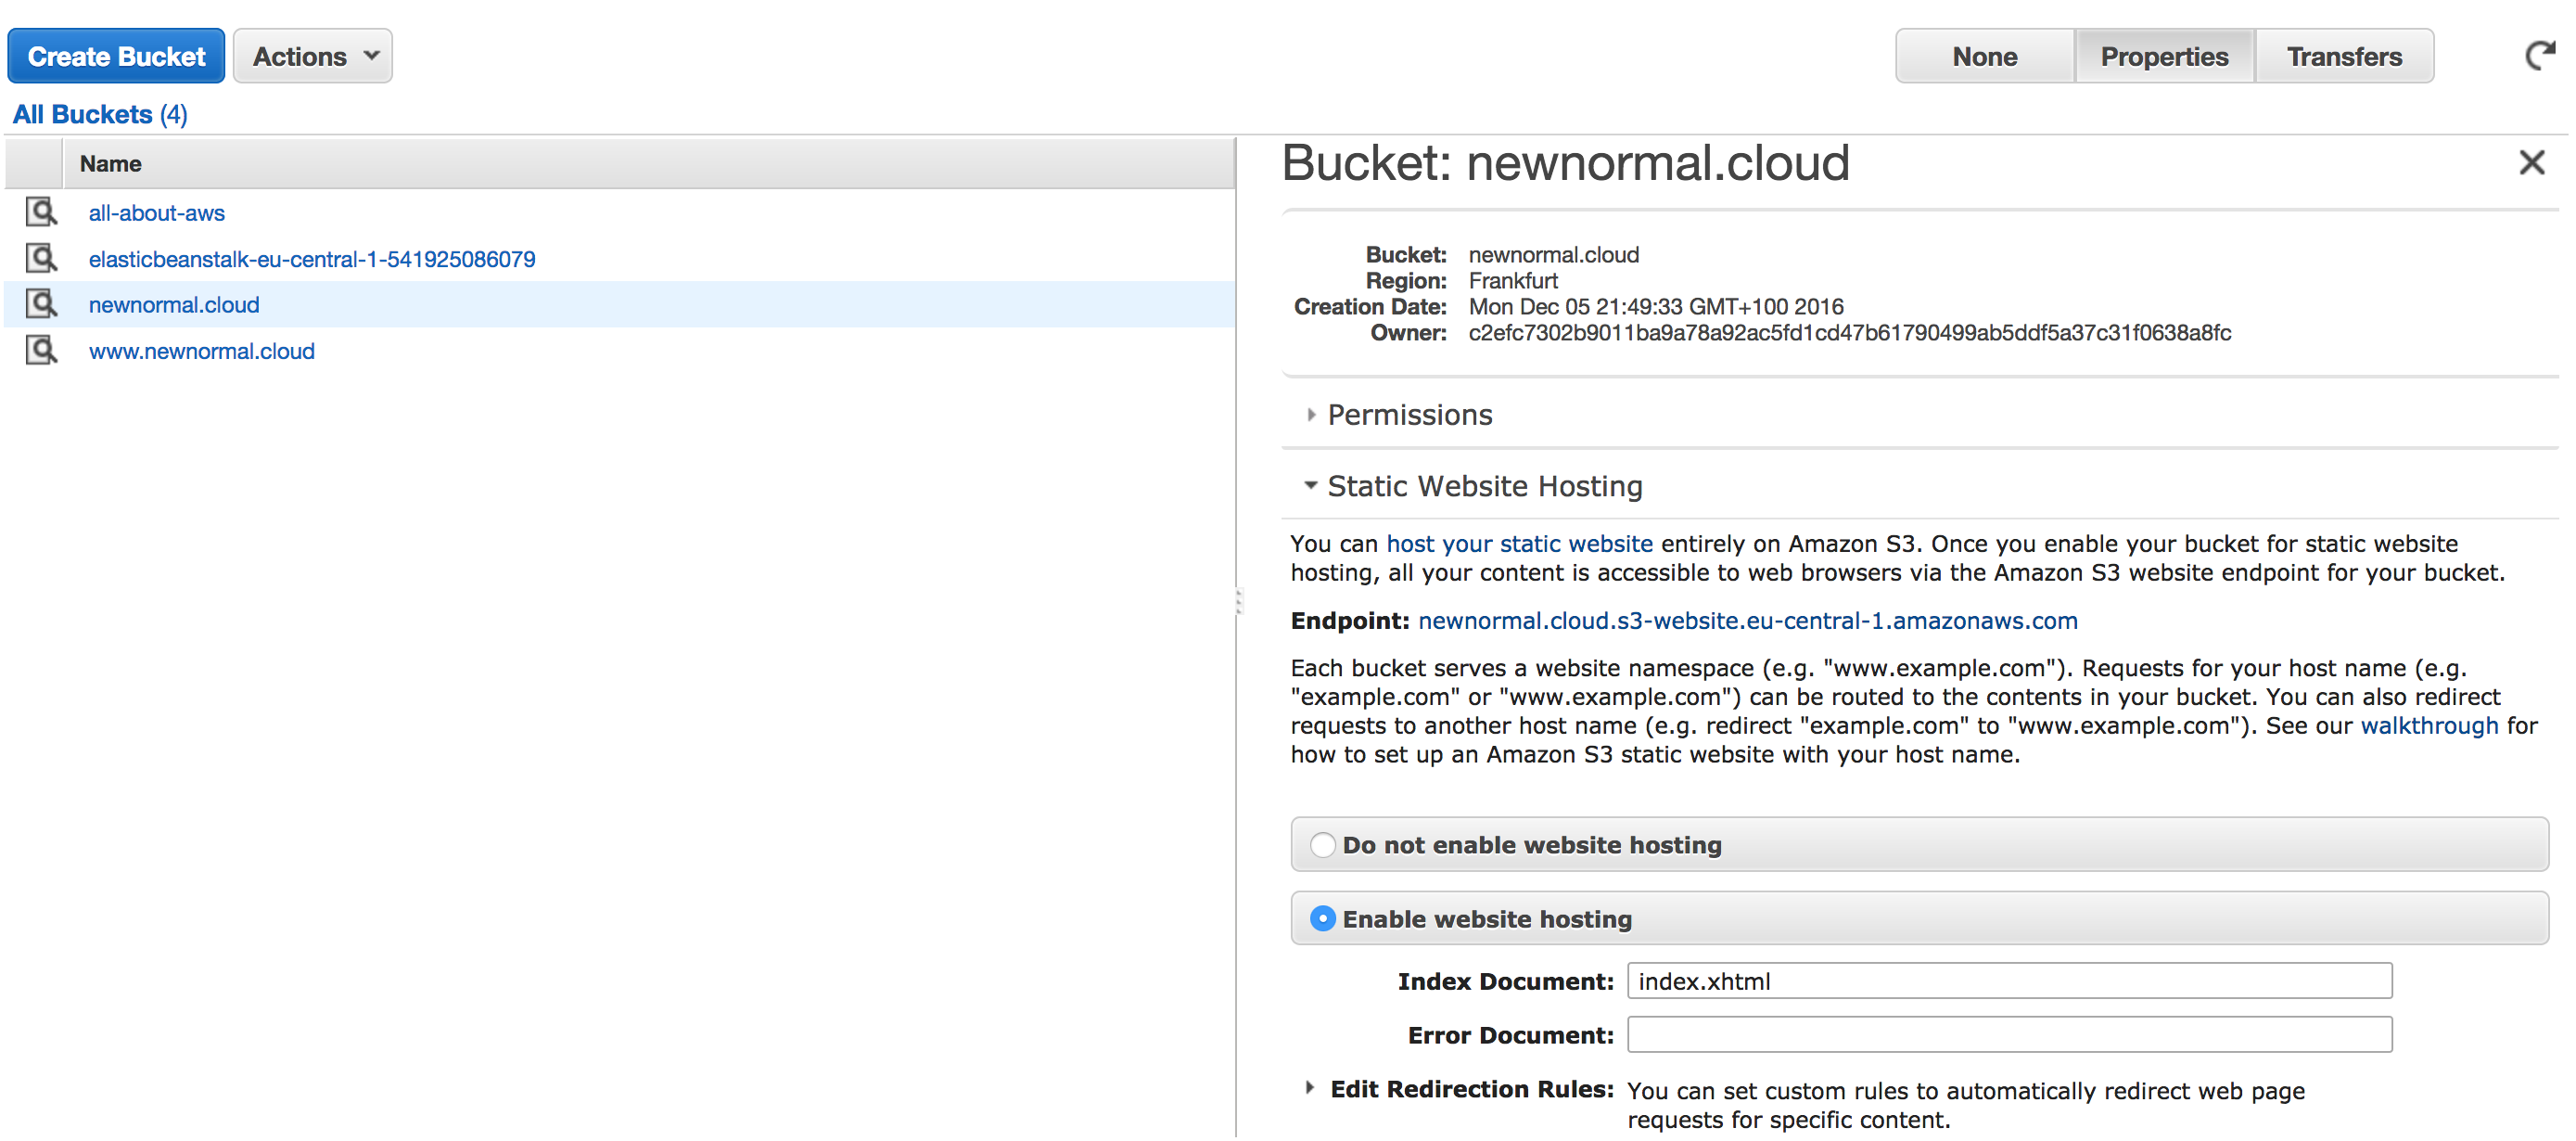 Create Bucket
Actions
None
Properties
Transfers
All Buckets (4)
Name
all-about-aws
elasticbeanstalk-eu-central-1-541925086079
newnormal.cloud
www.newnormal.cloud
Bucket: newnormal.cloud
Bucket: newnormal.cloud
Region: Frankfurt
Creation Date: Mon Dec 05 21:49:33 GMT+100 2016
Owner: c2efc7302b9011ba9a78a92ac5fd1cd47b61790499ab5ddf5a37c31f0638a8fc
Permissions
Static Website Hosting
You can host your static website entirely on Amazon S3. Once you enable your bucket for static website
hosting, all your content is accessible to web browsers via the Amazon S3 website endpoint for your bucket.
Endpoint: newnormal.cloud.s3-website.eu-central-1.amazonaws.com
Each bucket serves a website namespace (e.g. "www.example.com"). Requests for your host name (e.g.
"example.com" or "www.example.com") can be routed to the contents in your bucket. You can also redirect
requests to another host name (e.g. redirect "example.com" to "www.example.com"). See our walkthrough for
how to set up an Amazon S3 static website with your host name.
Do not enable website hosting
Enable website hosting
Index Document: index.xhtml
Error Document:
Edit Redirection Rules: You can set custom rules to automatically redirect web page
requests for specific content.